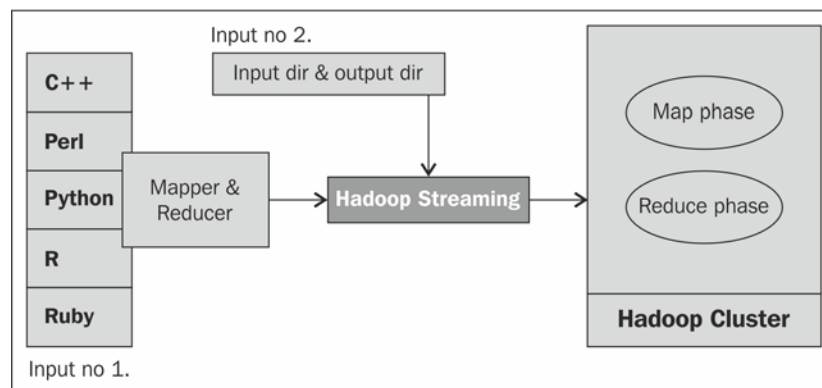 Input no 2.
Input dir & output dir
C++
Perl
Python
R
Ruby
Mapper &
Reducer
Hadoop Streaming
Map phase
Reduce phase
Hadoop Cluster
Input no 1.